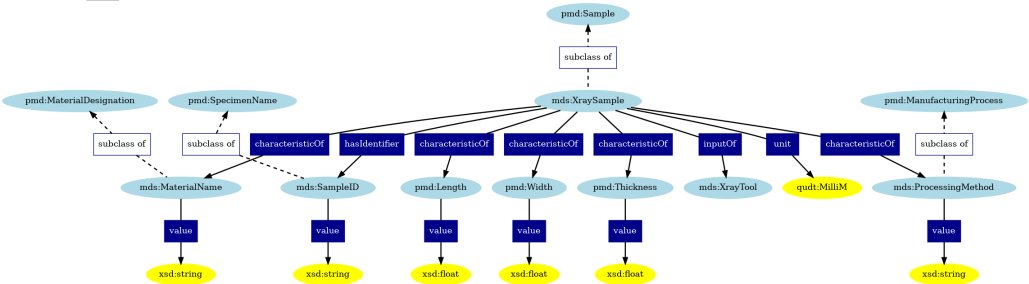 pmd:Sample
subclass of
pmd:MaterialDesignation pmd:SpecimenName mds:XraySample pmd:ManufacturingProcess
subclass of subclass of characteristicOf hasIdentifier characteristicOf characteristicOf characteristicOf inputOf unit characteristicOf subclass of
mds:MaterialName mds:SampleID pmd:Length pmd:Width pmd:Thickness mds:XrayTool qudt:MilliM mds:ProcessingMethod
value value value value value value
xsd:string xsd:string xsd:float xsd:float xsd:float xsd:string